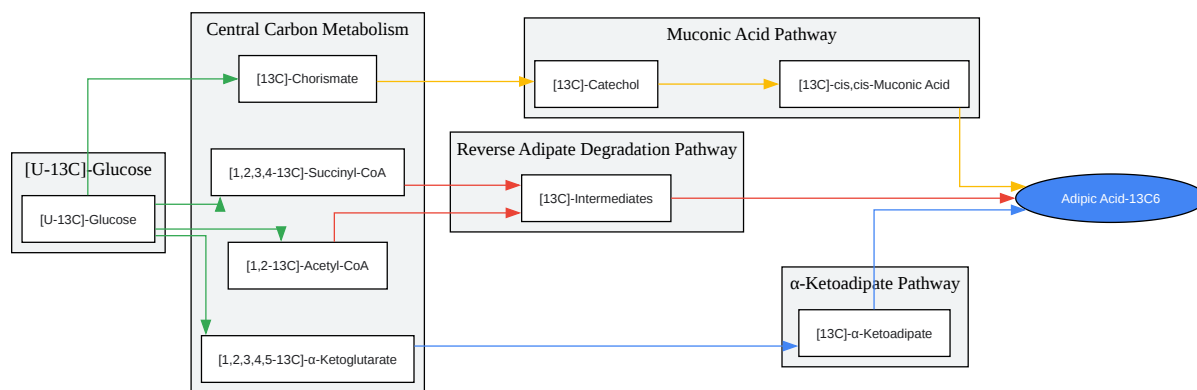 Central Carbon Metabolism
Muconic Acid Pathway
[13C]-Chorismate
[13C]-Catechol
[13C]-cis,cis-Muconic Acid
[U-13C]-Glucose
[U-13C]-Glucose
[1,2,3,4-13C]-Succinyl-CoA
[1,2-13C]-Acetyl-CoA
Reverse Adipate Degradation Pathway
[13C]-Intermediates
Adipic Acid-13C6
α-Ketoadipate Pathway
[13C]-α-Ketoadipate
[1,2,3,4,5-13C]-α-Ketoglutarate